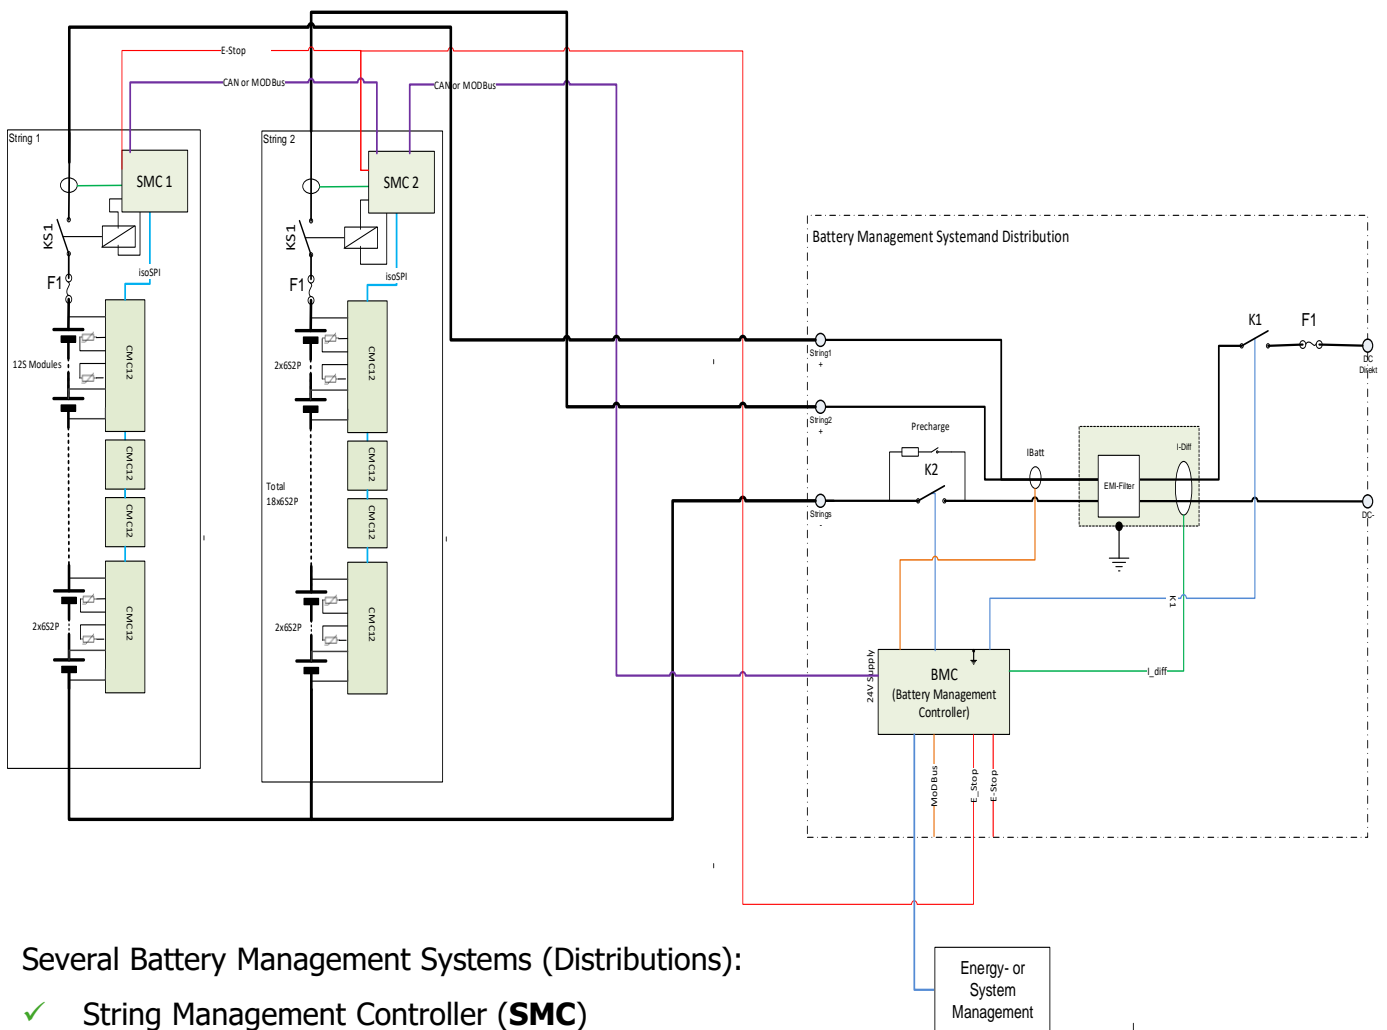 E-Stop
CAN or MODBus
CAN or MODBus
String 1
String 2
SMC 1
SMC 2
KS1
KS1
isoSPI
isoSPI
F1
F1
12S Modules
CMC12
2x6S2P
CMC12
CMC12
CMC12
Total
18x6S2P
CMC12
CMC12
2x6S2P
CMC12
2x6S2P
CMC12
Battery Management Systemand Distribution
String1
+
String2
+
Strings
-
Precharge
K2
IBatt
EMI-Filter
I-Diff
K1
F1
DC
Direkt
DC-
K1
I_diff
24V Supply
BMC
(Battery Management
Controller)
MoDBus
E_Stop
E-Stop
Energy- or
System
Management
Several Battery Management Systems (Distributions):
✓ String Management Controller (SMC)